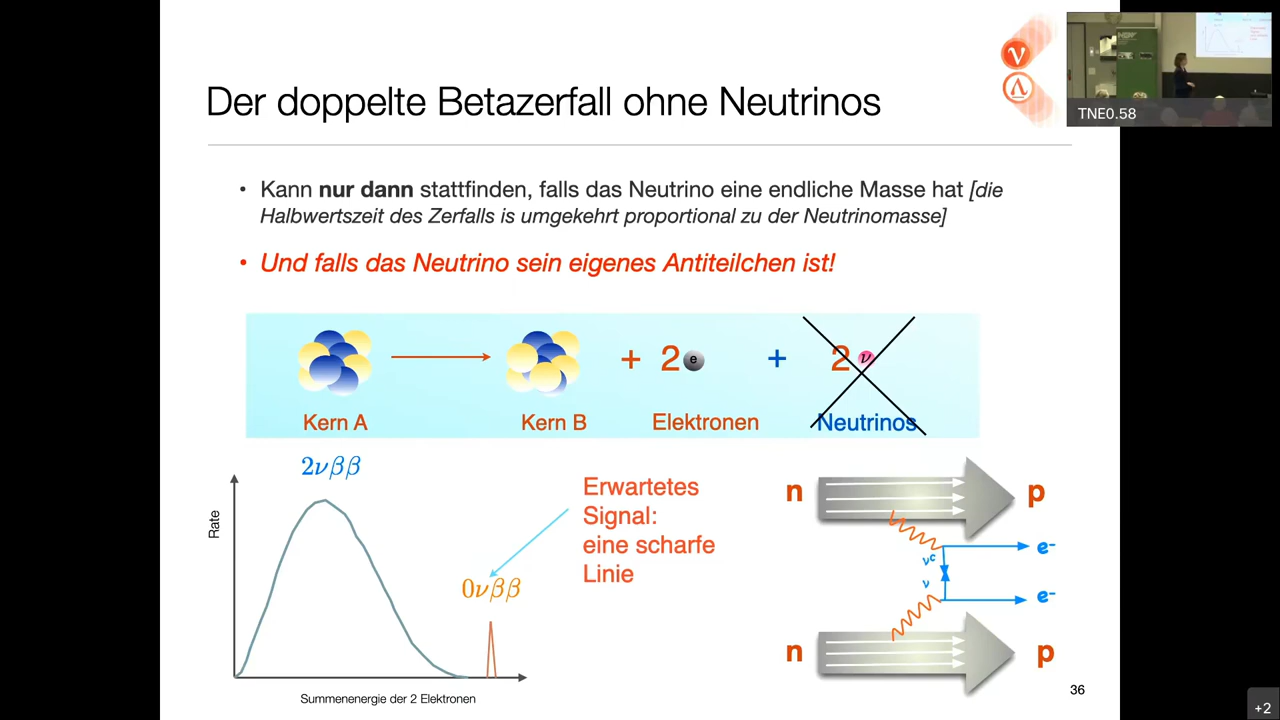 Der doppelte Betazerfall ohne Neutrinos
ν
Λ
TNE0.58
• Kann nur dann stattfinden, falls das Neutrino eine endliche Masse hat [die
Halbwertszeit des Zerfalls is umgekehrt proportional zu der Neutrinomasse]
• Und falls das Neutrino sein eigenes Antiteilchen ist!
+ 2 e + 2 ν
Kern A Kern B Elektronen Neutrinos
2νββ
Rate
Erwartetes
Signal:
eine scharfe
Linie
0νββ
Summenenergie der 2 Elektronen
n p
e-
νc
ν
e-
n p
36
+2